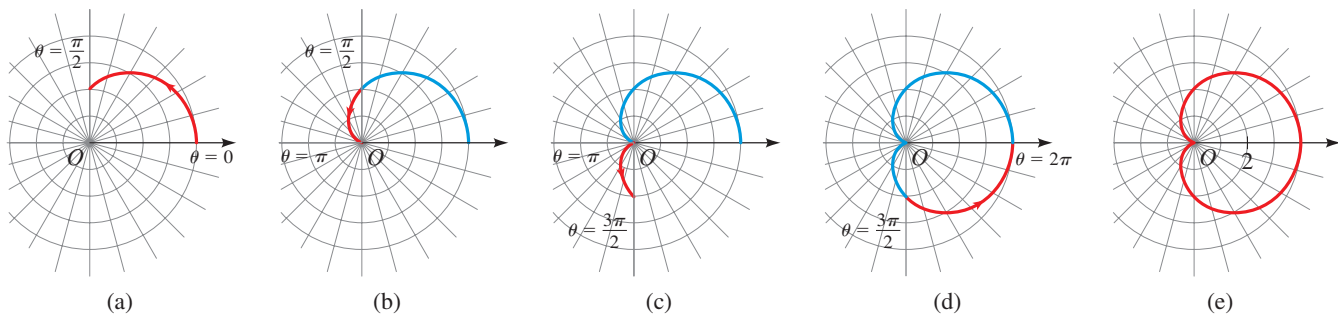 θ = π/2
O
θ = 0
(a)
θ = π/2
θ = π
O
(b)
θ = π
O
θ = 3π/2
(c)
O
θ = 2π
θ = 3π/2
(d)
O
2
(e)